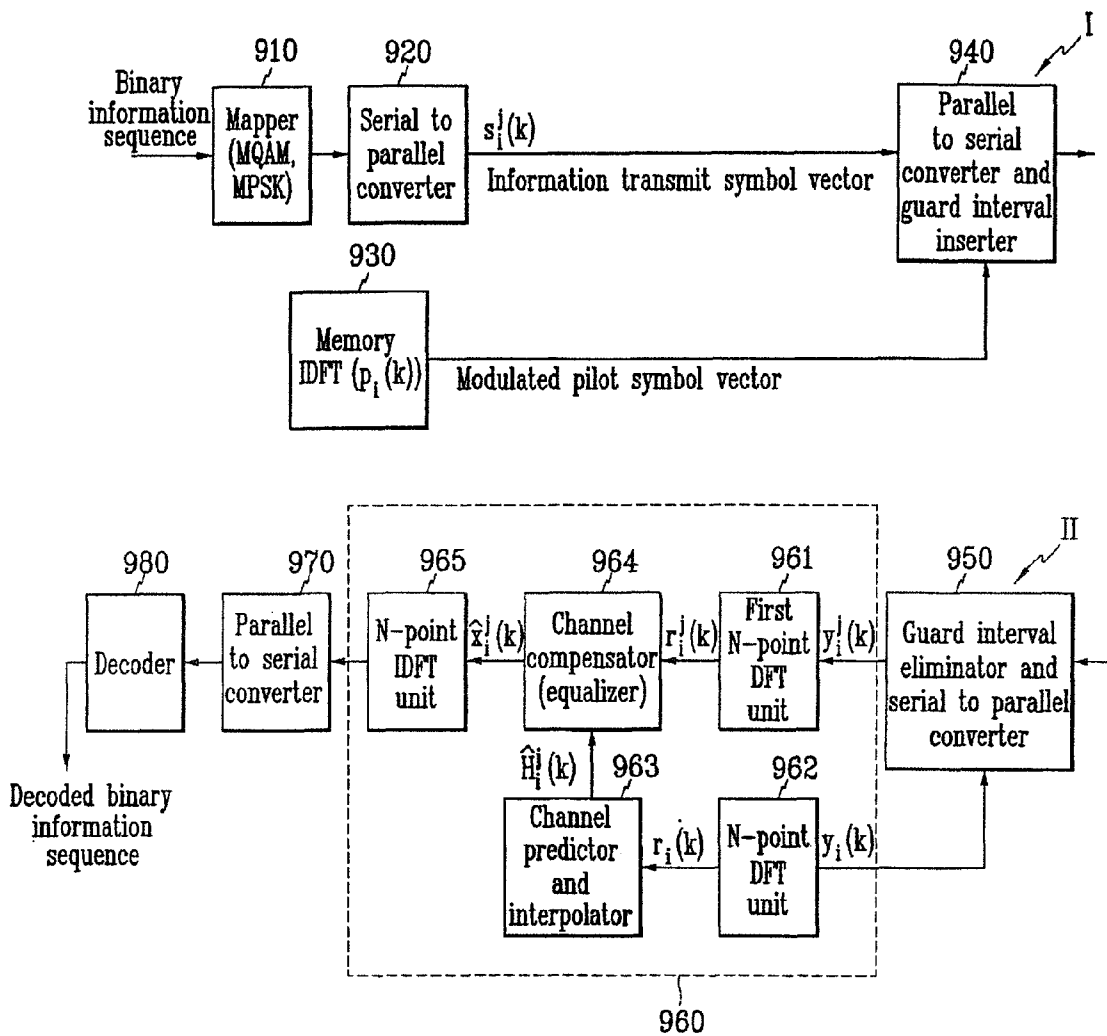 910
920
940
I
Binary
information
sequence
Mapper
(MQAM,
MPSK)
Serial to
parallel
converter
s_i^j(k)
Information transmit symbol vector
Parallel
to serial
converter and
guard interval
inserter
930
Memory
IDFT (p_i(k))
Modulated pilot symbol vector
980
970
965
964
961
950
II
Decoder
Parallel
to serial
converter
N-point
IDFT
unit
x̂_i^j(k)
Channel
compensator
(equalizer)
r_i^j(k)
First
N-point
DFT
unit
y_i^j(k)
Guard interval
eliminator and
serial to parallel
converter
Ĥ_i^j(k)
963
962
Decoded binary
information
sequence
Channel
predictor
and
interpolator
r_i(k)
N-point
DFT
unit
y_i(k)
960